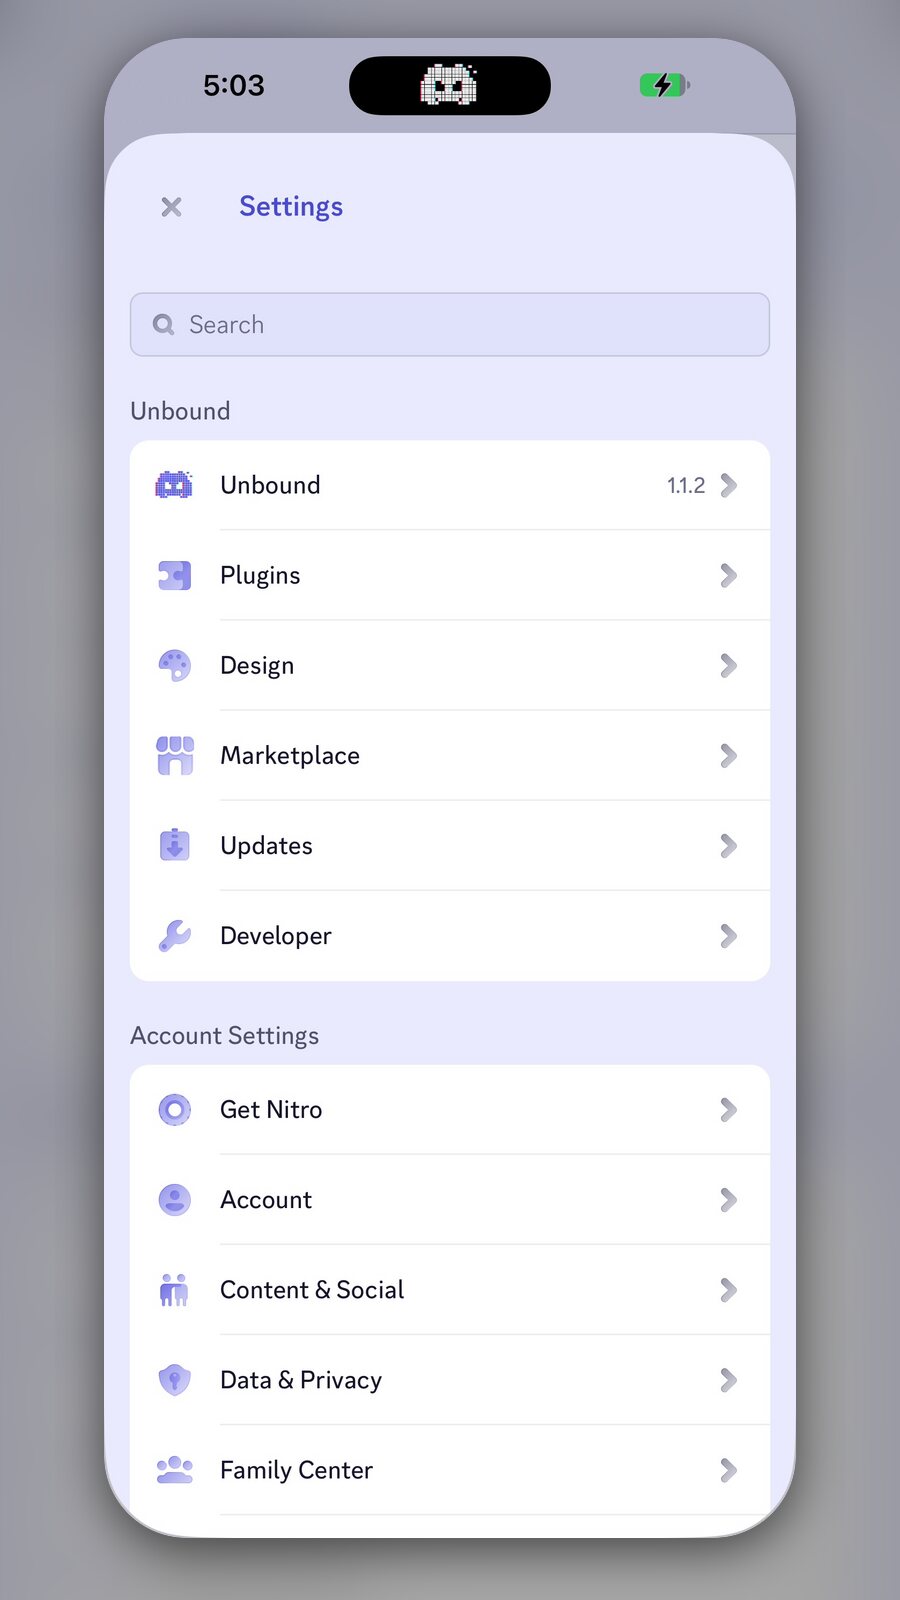 5:03
Settings
Search
Unbound
Unbound 1.1.2
Plugins
Design
Marketplace
Updates
Developer
Account Settings
Get Nitro
Account
Content & Social
Data & Privacy
Family Center